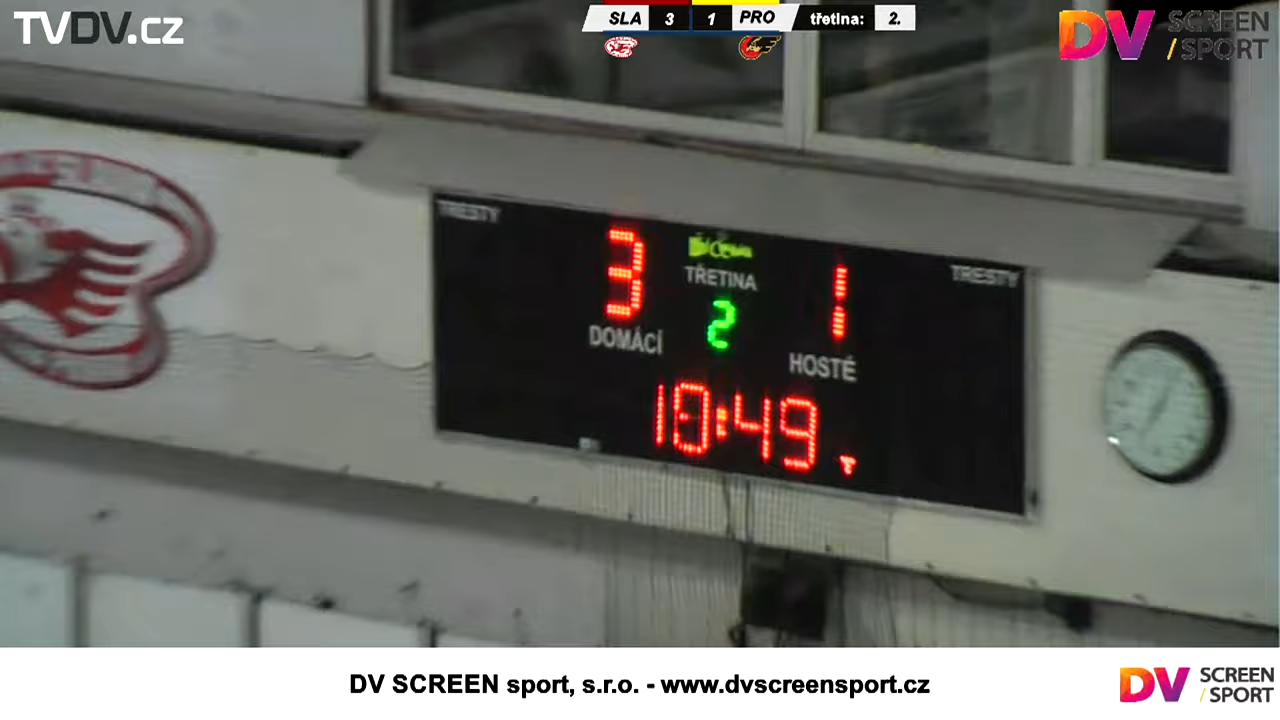 TVDV.CZ
SLA 3 1 PRO třetina: 2.
DV SCREEN
/SPORT
TRESTY
3
TŘETINA
1
TRESTY
2
DOMÁCÍ
HOSTÉ
10:49
DV SCREEN sport, s.r.o. - www.dvscreensport.cz
DV SCREEN
/SPORT